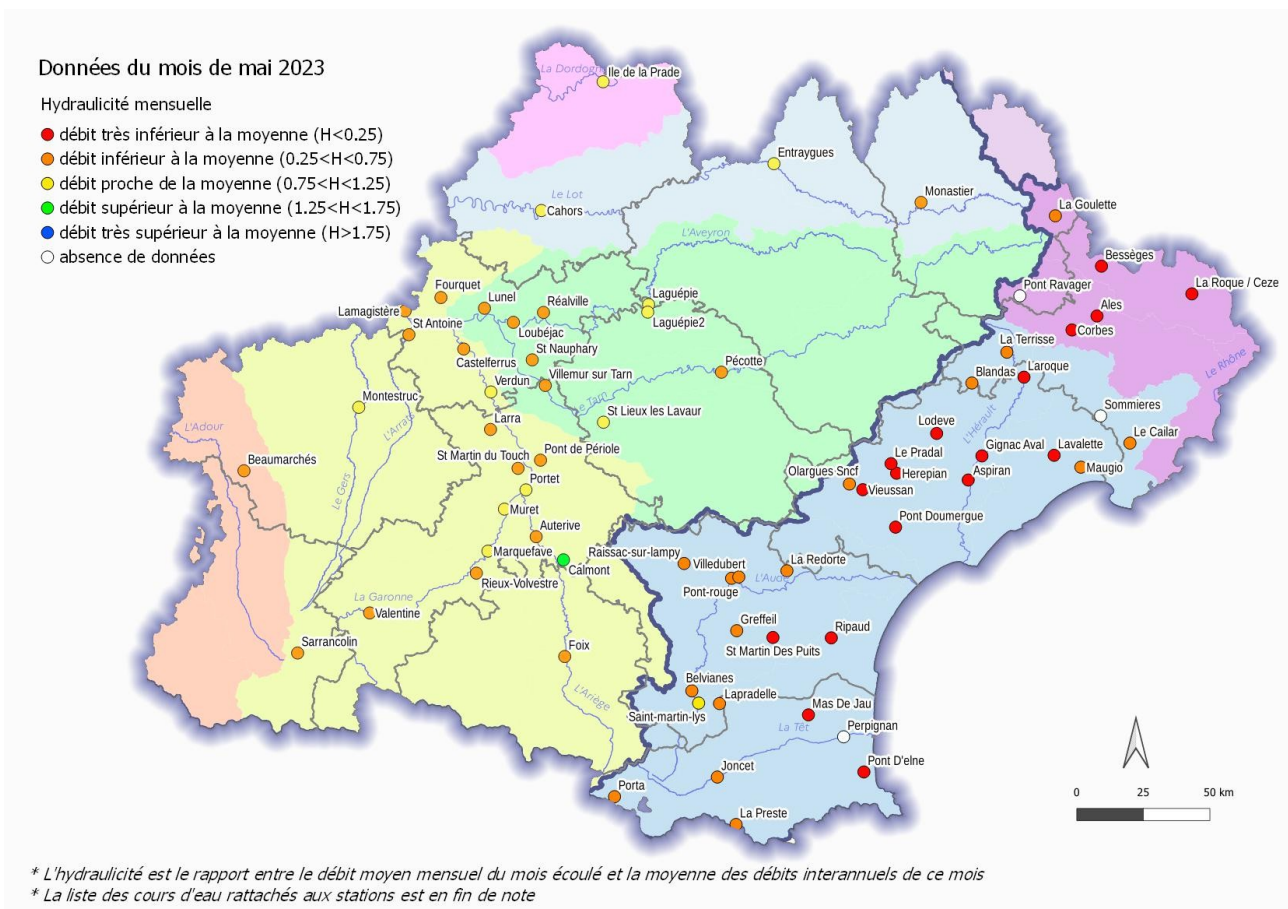 Données du mois de mai 2023
Hydraulicité mensuelle
débit très inférieur à la moyenne (H<0.25)
débit inférieur à la moyenne (0.25<H<0.75)
débit proche de la moyenne (0.75<H<1.25)
débit supérieur à la moyenne (1.25<H<1.75)
débit très supérieur à la moyenne (H>1.75)
absence de données
La Dordogne
Ile de la Prade
Entraygues
Le Lot
Cahors
Monastier
La Goulette
L'Aveyron
Bessèges
Pont Ravager
La Roque / Ceze
Fourquet
Lunel
Réalville
Laguépie
Lamagistère
Laguépie2
Ales
St Antoine
Loubéjac
Corbes
La Terrisse
Castelferrus
St Nauphary
Pécotte
Laroque
Le Rhône
Verdun
Villemur sur Tarn
Blandas
Montestruc
Le Tarn
St Lieux les Lavaur
Sommieres
L'Adour
L'Arrats
Larra
Lodeve
L'Hérault
Le Cailar
Beaumarchés
St Martin du Touch
Pont de Périole
Le Pradal
Gignac Aval
Lavalette
Le Gers
Portet
Olargues Sncf
Herepian
Aspiran
Maugio
Vieussan
Muret
Auterive
Pont Doumergue
Marquefave
Calmont
Raissac-sur-lampy
Villedubert
La Redorte
Rieux-Volvestre
Pont-rouge
L'Aude
La Garonne
Valentine
Greffeil
Ripaud
Sarrancolin
Foix
St Martin Des Puits
Belvianes
Lapradelle
L'Ariège
Saint-martin-lys
Mas De Jau
La Têt
Perpignan
Joncet
Pont D'elne
Porta
La Preste
0 25 50 km
* L'hydraulicité est le rapport entre le débit moyen mensuel du mois écoulé et la moyenne des débits interannuels de ce mois
* La liste des cours d'eau rattachés aux stations est en fin de note